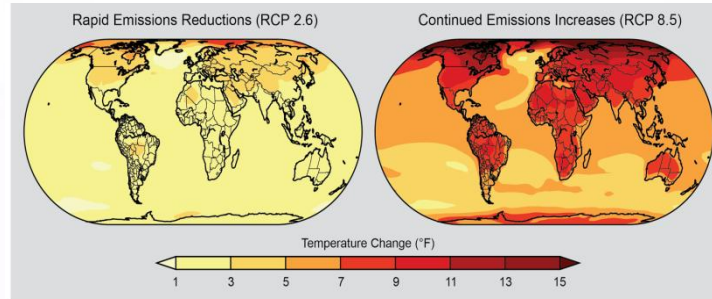 Rapid Emissions Reductions (RCP 2.6)
Continued Emissions Increases (RCP 8.5)
Temperature Change (°F)
1 3 5 7 9 11 13 15